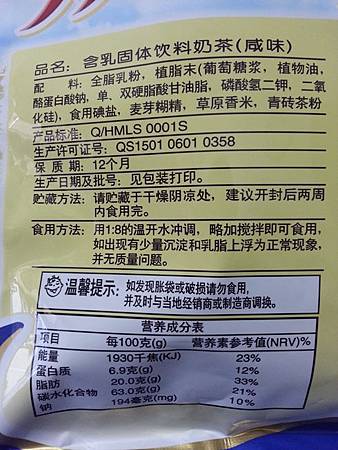 品名：含乳固体饮料奶茶(咸味)
配 料：全脂乳粉，植脂末(葡萄糖浆，植物油，
酪蛋白酸钠，单、双硬脂酸甘油脂，磷酸氢二钾，二氧
化硅)，食用碘盐，麦芽糊精，草原香米，青砖茶粉
产品标准：Q/HMLS 0001S
生产许可证号：QS1501 0601 0358
保 质 期：12个月
生产日期及批号：见包装打印。
贮藏方法：请贮藏于干燥阴凉处，建议开封后两周
内食用完。
食用方法：用1:8的温开水冲调，略加搅拌即可食用，
如出现有少量沉淀和乳脂上浮为正常现象，
并无质量问题。
温馨提示：如发现胀袋或破损请勿食用，
并及时与当地经销商或制造商调换。
营养成分表
项目 每100克(g) 营养素参考值(NRV)%
能量 1930千焦(KJ) 23%
蛋白质 6.9克(g) 12%
脂肪 20.0克(g) 33%
碳水化合物 63.0克(g) 21%
钠 194毫克(mg) 10%